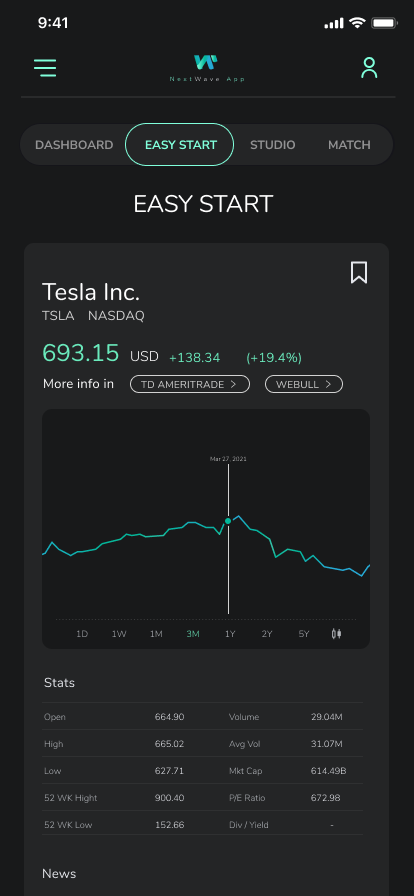 9:41
NextWave App
DASHBOARD EASY START STUDIO MATCH
EASY START
Tesla Inc.
TSLA NASDAQ
693.15 USD +138.34 (+19.4%)
More info in TD AMERITRADE > WEBULL >
Mar 27, 2021
1D 1W 1M 3M 1Y 2Y 5Y
Stats
Open 664.90 Volume 29.04M
High 665.02 Avg Vol 31.07M
Low 627.71 Mkt Cap 614.49B
52 WK Hight 900.40 P/E Ratio 672.98
52 WK Low 152.66 Div / Yield -
News